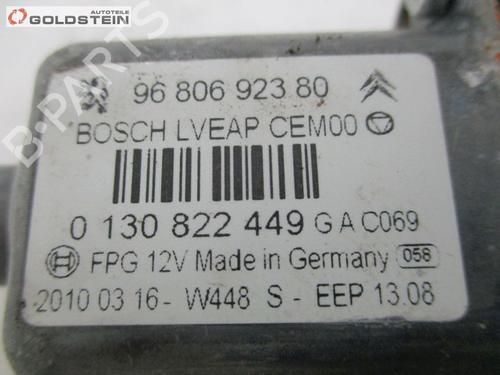 Autoteile
GOLDSTEIN
B-PARTS
96 806 923 80
BOSCH LVEAP CEM00
0 130 822 449 G A C069
FPG 12V Made in Germany 058
2010 03 16- W448 S - EEP 13.08